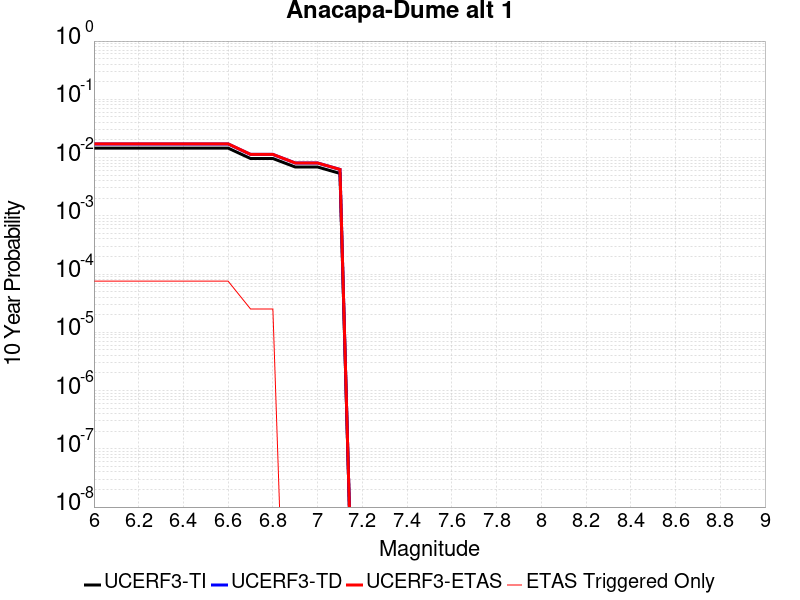 Anacapa-Dume alt 1
10 Year Probability
10^0
10^-1
10^-2
10^-3
10^-4
10^-5
10^-6
10^-7
10^-8
6 6.2 6.4 6.6 6.8 7 7.2 7.4 7.6 7.8 8 8.2 8.4 8.6 8.8 9
Magnitude
UCERF3-TI UCERF3-TD UCERF3-ETAS ETAS Triggered Only